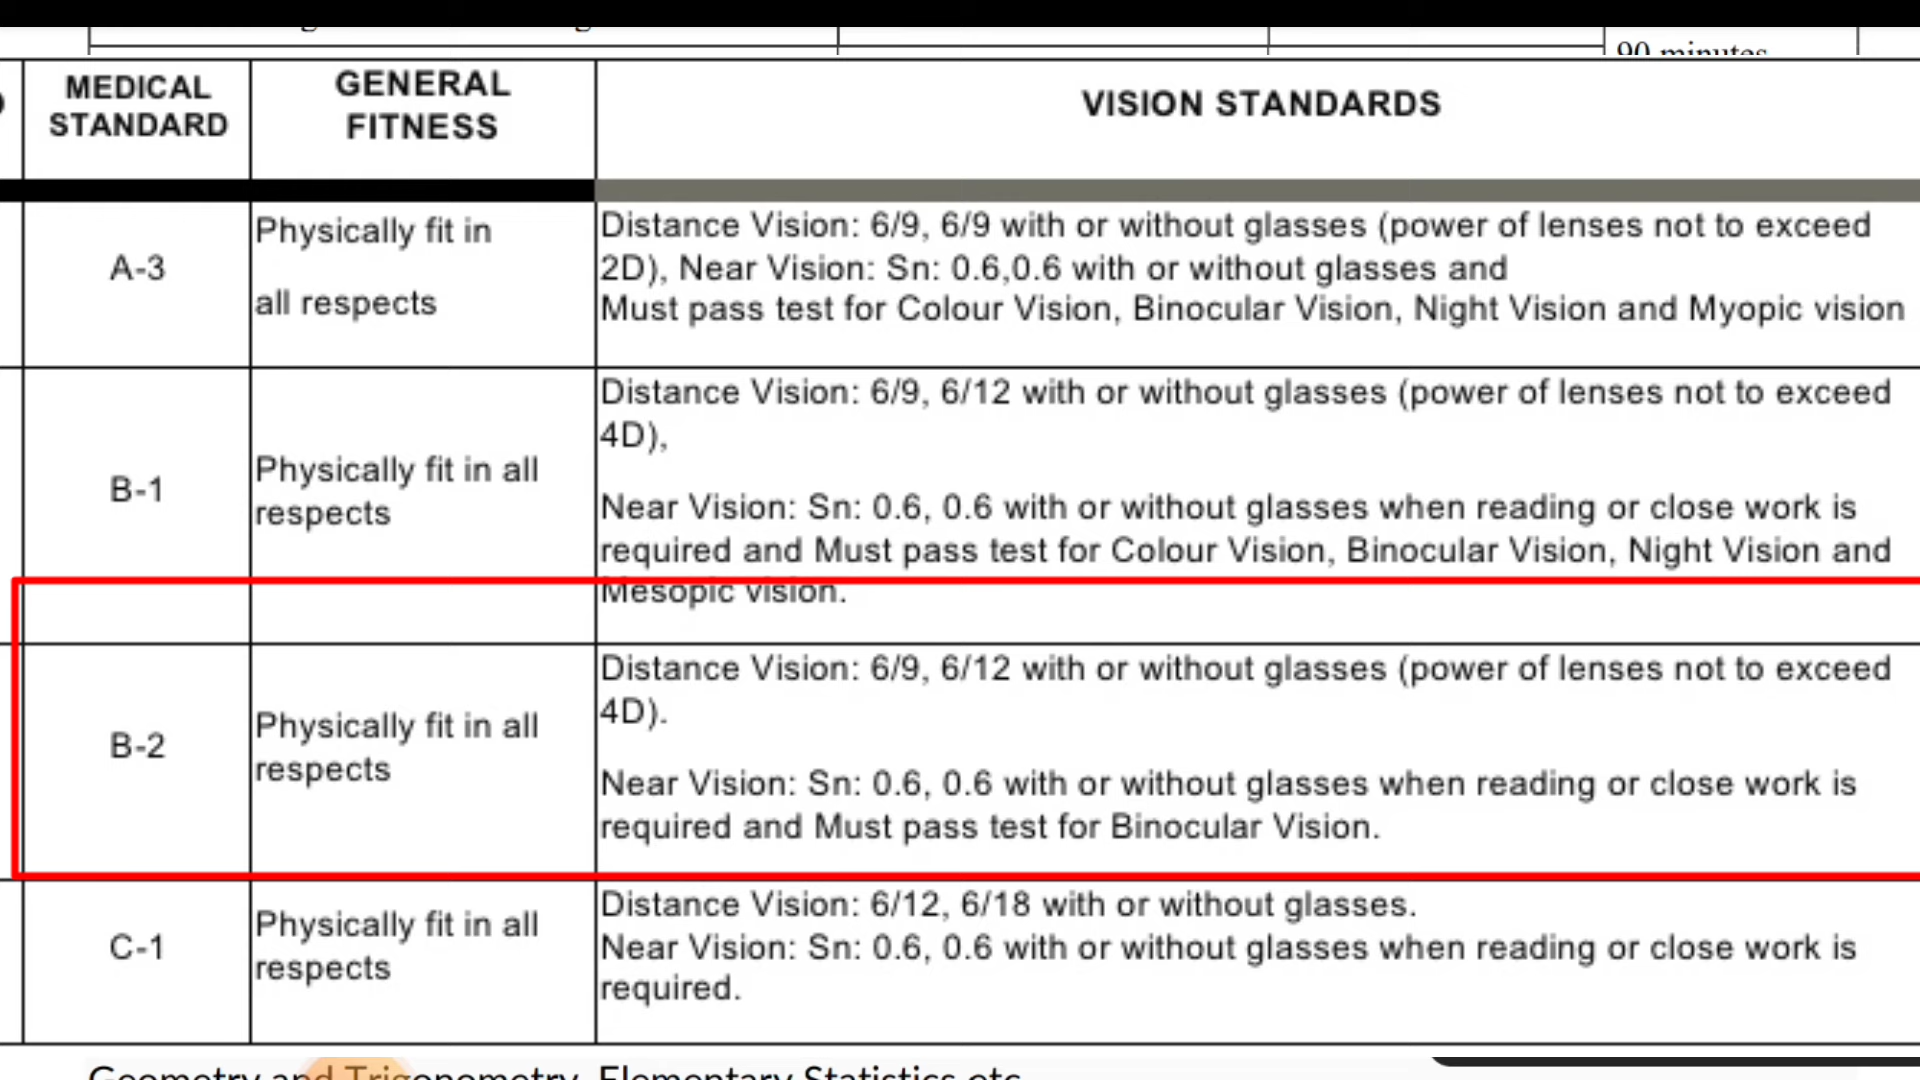 90 minutes
MEDICAL STANDARD
GENERAL FITNESS
VISION STANDARDS
A-3
Physically fit in
all respects
Distance Vision: 6/9, 6/9 with or without glasses (power of lenses not to exceed
2D), Near Vision: Sn: 0.6,0.6 with or without glasses and
Must pass test for Colour Vision, Binocular Vision, Night Vision and Myopic vision
B-1
Physically fit in all
respects
Distance Vision: 6/9, 6/12 with or without glasses (power of lenses not to exceed
4D),
Near Vision: Sn: 0.6, 0.6 with or without glasses when reading or close work is
required and Must pass test for Colour Vision, Binocular Vision, Night Vision and
Mesopic vision.
B-2
Physically fit in all
respects
Distance Vision: 6/9, 6/12 with or without glasses (power of lenses not to exceed
4D).
Near Vision: Sn: 0.6, 0.6 with or without glasses when reading or close work is
required and Must pass test for Binocular Vision.
C-1
Physically fit in all
respects
Distance Vision: 6/12, 6/18 with or without glasses.
Near Vision: Sn: 0.6, 0.6 with or without glasses when reading or close work is
required.
Geometry and Trigonometry, Elementary Statistics etc